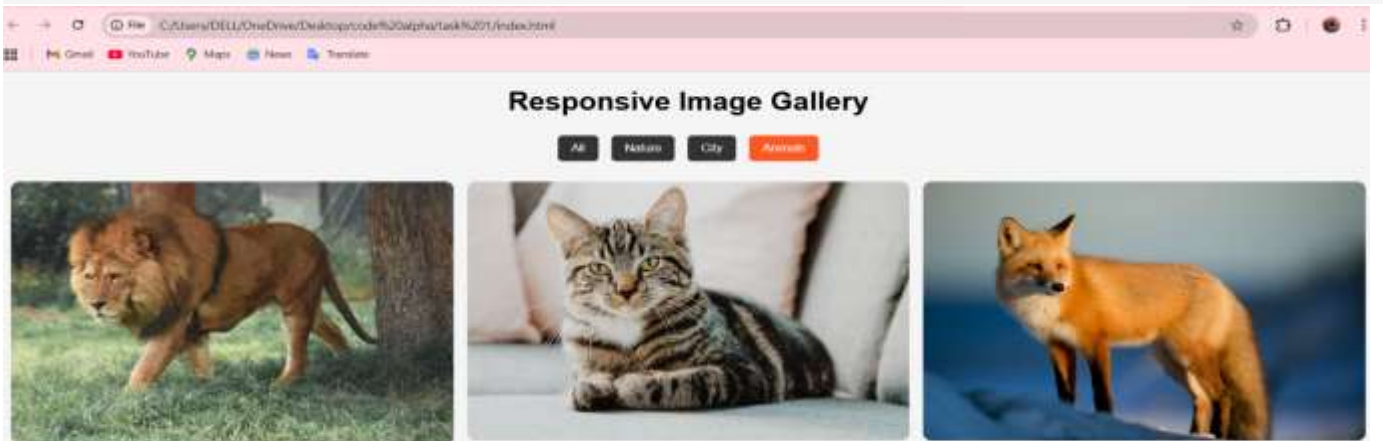 File C:/Users/DELL/OneDrive/Desktop/code%20alpha/task%201/index.html
Gmail YouTube Maps News Translate
Responsive Image Gallery
All Nature City Animals